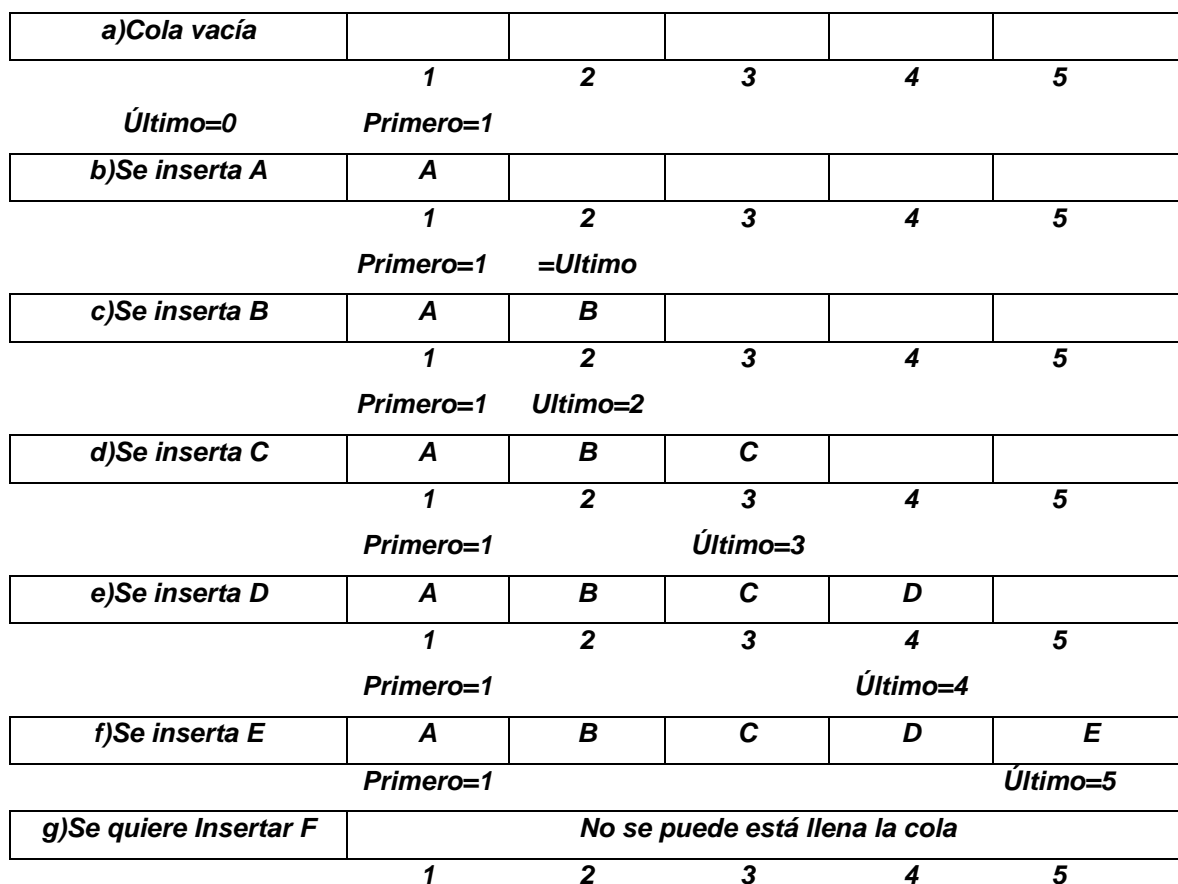 a)Cola vacía
1 2 3 4 5
Último=0 Primero=1
b)Se inserta A A
1 2 3 4 5
Primero=1 =Ultimo
c)Se inserta B A B
1 2 3 4 5
Primero=1 Ultimo=2
d)Se inserta C A B C
1 2 3 4 5
Primero=1 Último=3
e)Se inserta D A B C D
1 2 3 4 5
Primero=1 Último=4
f)Se inserta E A B C D E
Primero=1 Último=5
g)Se quiere Insertar F No se puede está llena la cola
1 2 3 4 5